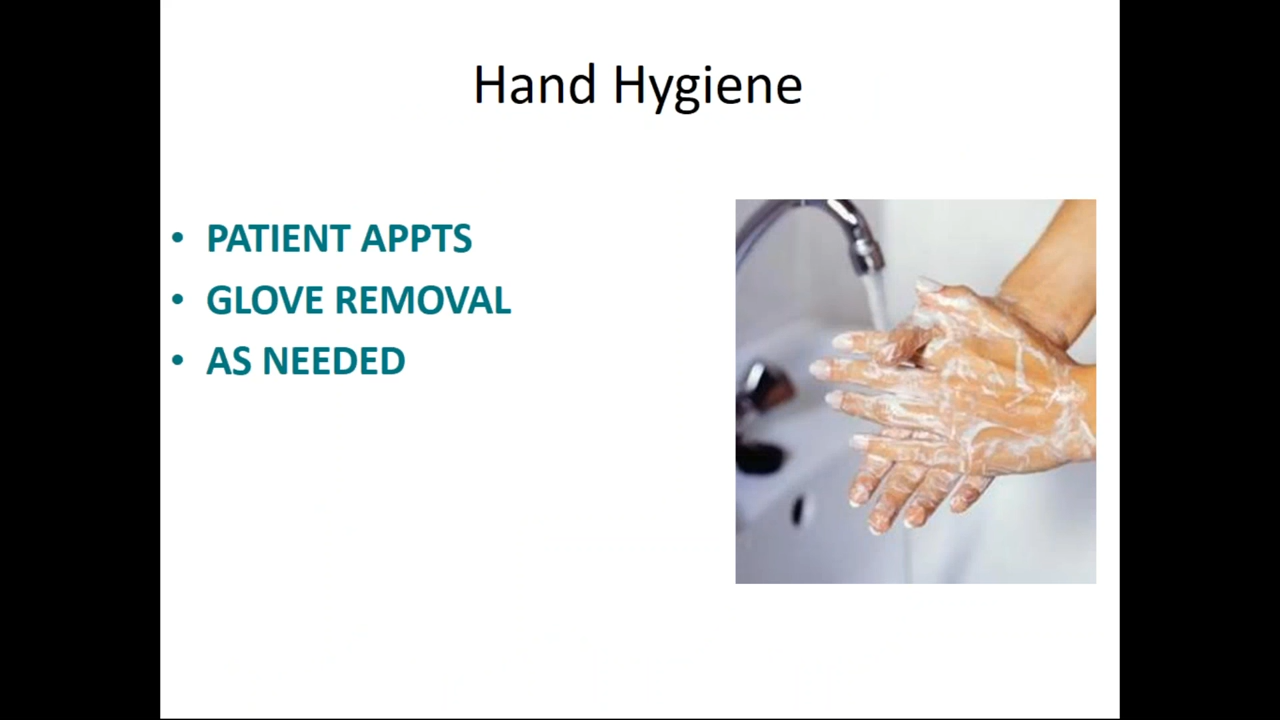 Hand Hygiene
• PATIENT APPTS
• GLOVE REMOVAL
• AS NEEDED